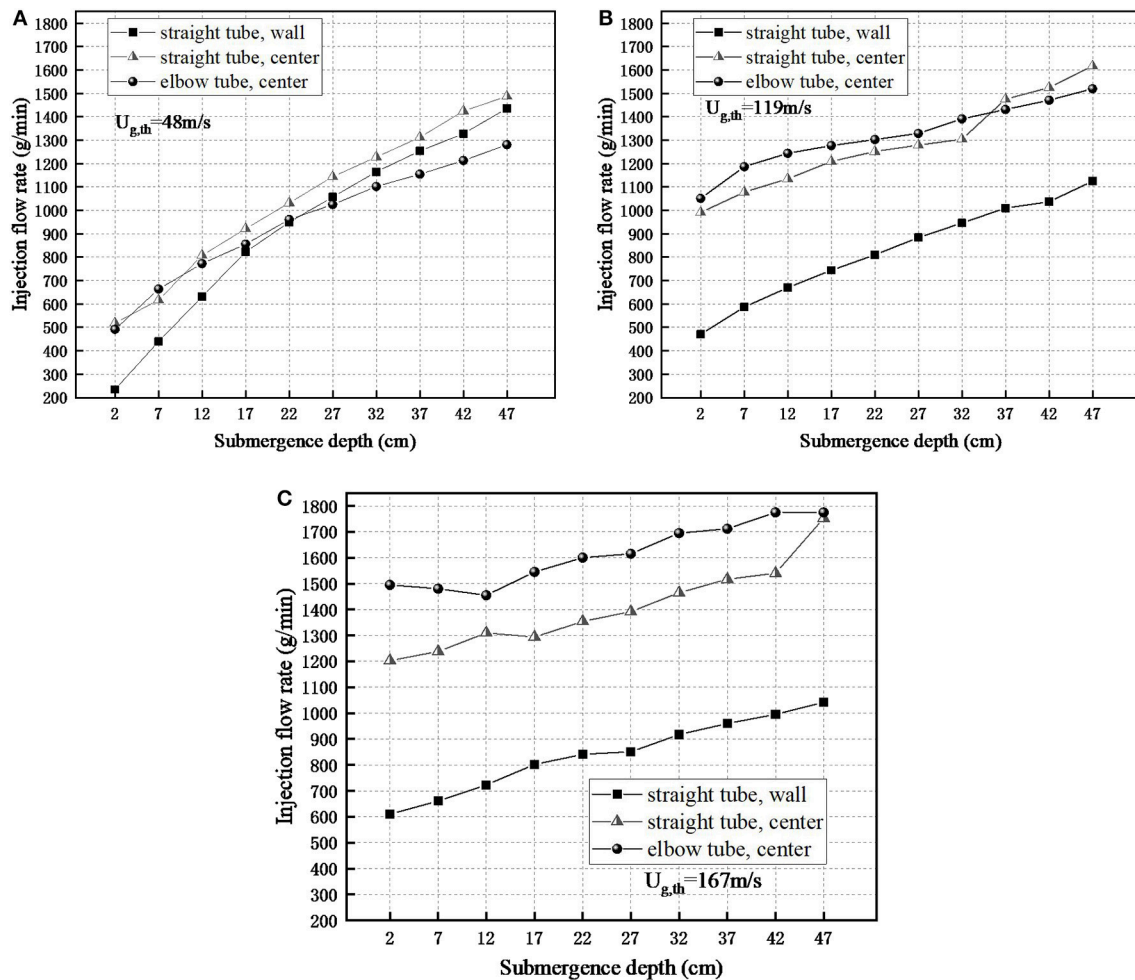 A
1800
1700
1600
1500
1400
1300
1200
1100
1000
900
800
700
600
500
400
300
200
Injection flow rate (g/min)
straight tube, wall
straight tube, center
elbow tube, center
U_g,th=48m/s
2 7 12 17 22 27 32 37 42 47
Submergence depth (cm)
B
1800
1700
1600
1500
1400
1300
1200
1100
1000
900
800
700
600
500
400
300
200
Injection flow rate (g/min)
straight tube, wall
straight tube, center
elbow tube, center
U_g,th=119m/s
2 7 12 17 22 27 32 37 42 47
Submergence depth (cm)
C
1800
1700
1600
1500
1400
1300
1200
1100
1000
900
800
700
600
500
400
300
200
Injection flow rate (g/min)
straight tube, wall
straight tube, center
elbow tube, center
U_g,th=167m/s
2 7 12 17 22 27 32 37 42 47
Submergence depth (cm)